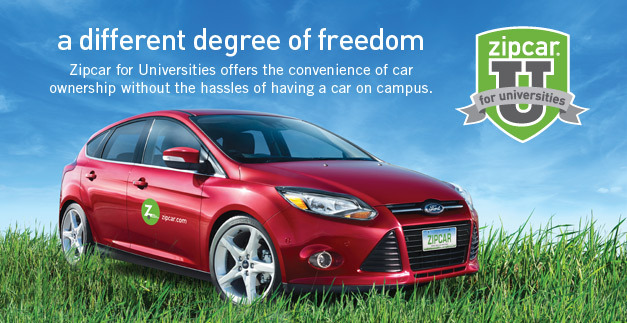 a different degree of freedom
Zipcar for Universities offers the convenience of car
ownership without the hassles of having a car on campus.
zipcar.
U
for universities
Z
zipcar.com
Ford
ZIPCAR